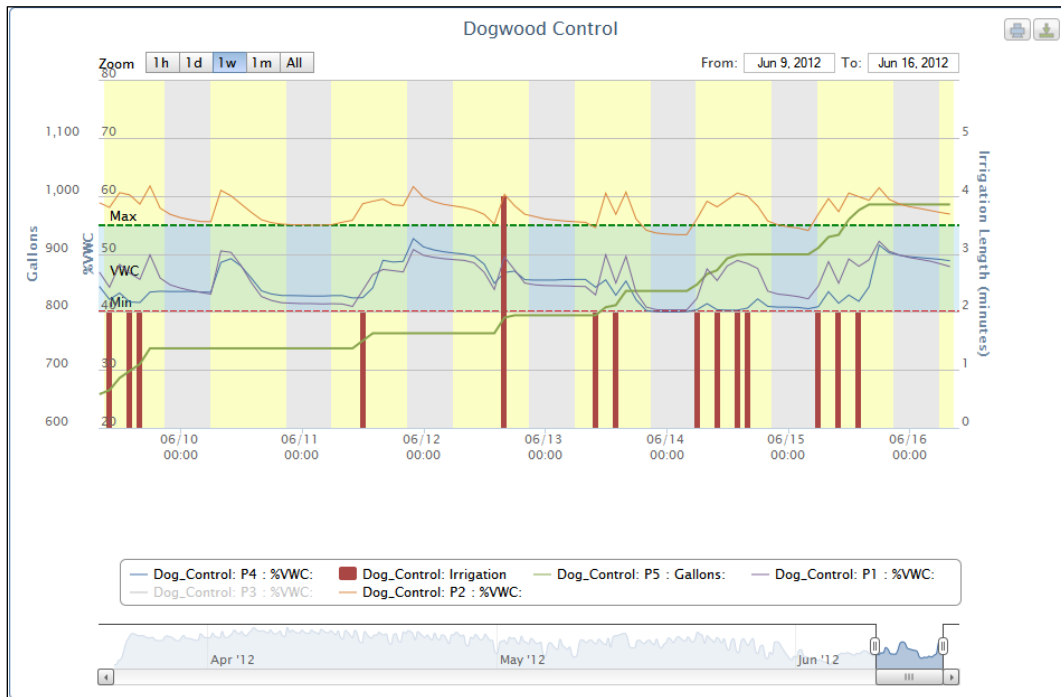 Dogwood Control
Zoom 1h 1d 1w 1m All
From: Jun 9, 2012 To: Jun 16, 2012
80
1,100 70 5
1,000 60 4
Max
900 50 3
VWC
800 40 2
Min
700 30 1
600 20 0
Gallons
%VWC
Irrigation Length (minutes)
06/10 06/11 06/12 06/13 06/14 06/15 06/16
00:00 00:00 00:00 00:00 00:00 00:00 00:00
Dog_Control: P4 : %VWC: Dog_Control: Irrigation Dog_Control: P5 : Gallons: Dog_Control: P1 : %VWC:
Dog_Control: P3 : %VWC: Dog_Control: P2 : %VWC:
Apr '12 May '12 Jun '12